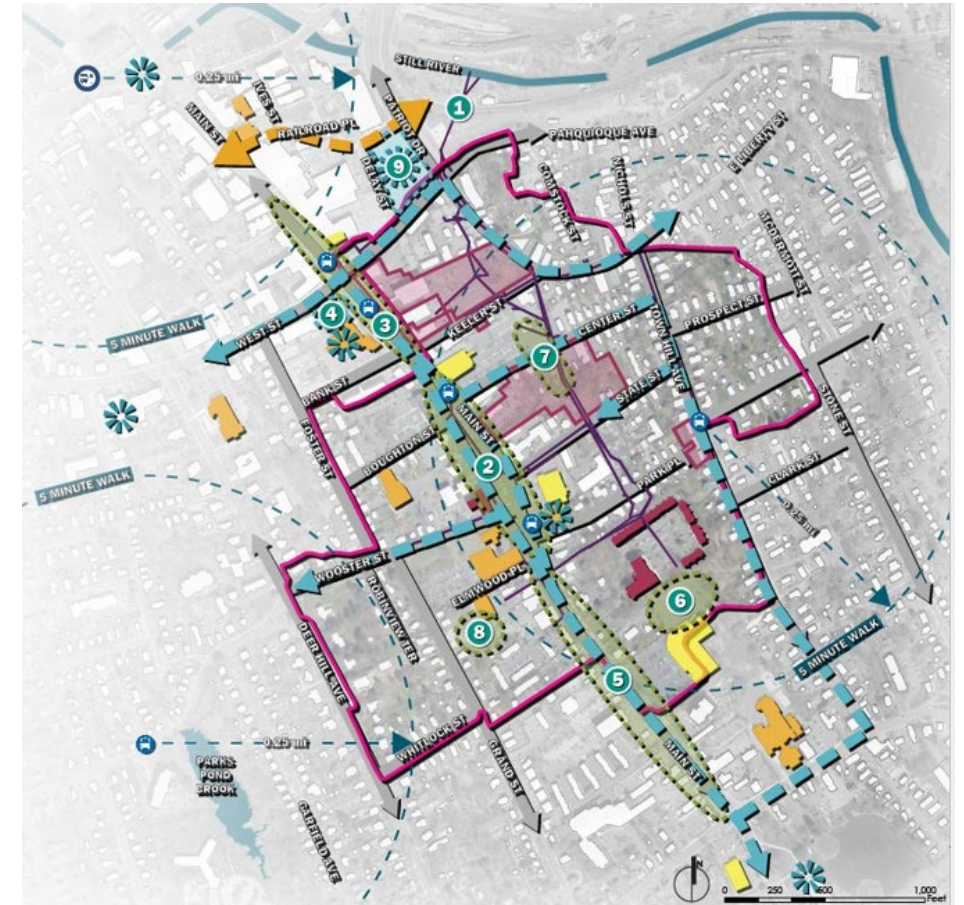 STILL RIVER
0.25 mi
IVES ST
MAIN ST
RAILROAD PL
PATRIOT DR
1
PAHQUIOQUE AVE
9
DELAY ST
COMSTOCK ST
NICHOLS ST
E LIBERTY ST
MCDERMOTT ST
5 MINUTE WALK
WEST ST
4
3
KEELER ST
CENTER ST
TOWN HILL AVE
PROSPECT ST
7
BANK ST
MAIN ST
STATE ST
FOSTER ST
BOUGHTON ST
STONE ST
2
5 MINUTE WALK
PARK PL
CLARK ST
0.25 mi
WOOSTER ST
ROBINVIEW TER
ELMWOOD PL
6
8
5 MINUTE WALK
DEER HILL AVE
5
0.25 mi
WHITLOCK ST
GRAND ST
MAIN ST
PARKS
POND
BROOK
GARFIELD AVE
N
0 250 500 1,000
Feet